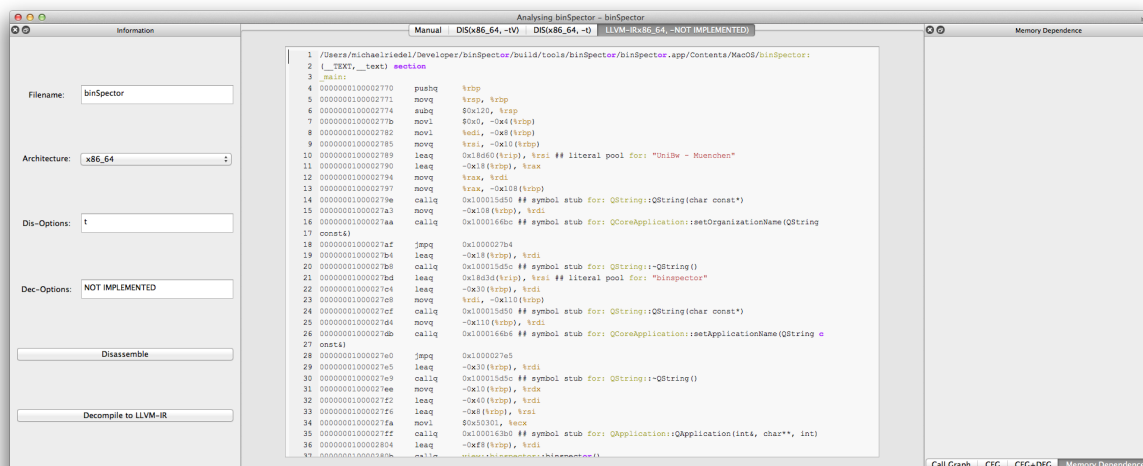 Analysing binSpector – binSpector
Information
Manual DIS(x86_64, -tV) DIS(x86_64, -t) LLVM-IRx86_64, -NOT IMPLEMENTED)
Memory Dependence
Filename: binSpector
Architecture: x86_64
Dis-Options: t
Dec-Options: NOT IMPLEMENTED
Disassemble
Decompile to LLVM-IR
1 /Users/michaelriedel/Developer/binSpector/build/tools/binSpector/binSpector.app/Contents/MacOS/binSpector:
2 (__TEXT,__text) section
3 _main:
4 0000000100002770 pushq %rbp
5 0000000100002771 movq %rsp, %rbp
6 0000000100002774 subq $0x120, %rsp
7 000000010000277b movl $0x0, -0x4(%rbp)
8 0000000100002782 movl %edi, -0x8(%rbp)
9 0000000100002785 movq %rsi, -0x10(%rbp)
10 0000000100002789 leaq 0x18d60(%rip), %rsi ## literal pool for: "UniBw - Muenchen"
11 0000000100002790 leaq -0x18(%rbp), %rax
12 0000000100002794 movq %rax, %rdi
13 0000000100002797 movq %rax, -0x108(%rbp)
14 000000010000279e callq 0x100015d50 ## symbol stub for: QString::QString(char const*)
15 00000001000027a3 movq -0x108(%rbp), %rdi
16 00000001000027aa callq 0x1000166bc ## symbol stub for: QCoreApplication::setOrganizationName(QString
17 const&)
18 00000001000027af jmpq 0x1000027b4
19 00000001000027b4 leaq -0x18(%rbp), %rdi
20 00000001000027b8 callq 0x100015d5c ## symbol stub for: QString::~QString()
21 00000001000027bd leaq 0x18d3d(%rip), %rsi ## literal pool for: "binspector"
22 00000001000027c4 leaq -0x30(%rbp), %rdi
23 00000001000027c8 movq %rdi, -0x110(%rbp)
24 00000001000027cf callq 0x100015d50 ## symbol stub for: QString::QString(char const*)
25 00000001000027d4 movq -0x110(%rbp), %rdi
26 00000001000027db callq 0x1000166b6 ## symbol stub for: QCoreApplication::setApplicationName(QString c
27 onst&)
28 00000001000027e0 jmpq 0x1000027e5
29 00000001000027e5 leaq -0x30(%rbp), %rdi
30 00000001000027e9 callq 0x100015d5c ## symbol stub for: QString::~QString()
31 00000001000027ee movq -0x10(%rbp), %rdx
32 00000001000027f2 leaq -0x40(%rbp), %rdi
33 00000001000027f6 leaq -0x8(%rbp), %rsi
34 00000001000027fa movl $0x50301, %ecx
35 00000001000027ff callq 0x1000163b0 ## symbol stub for: QApplication::QApplication(int&, char**, int)
36 0000000100002804 leaq -0xf8(%rbp), %rdi
37 000000010000280b callq view::binspector::binspector()
Call Graph CFG CFG+DFG Memory Dependence